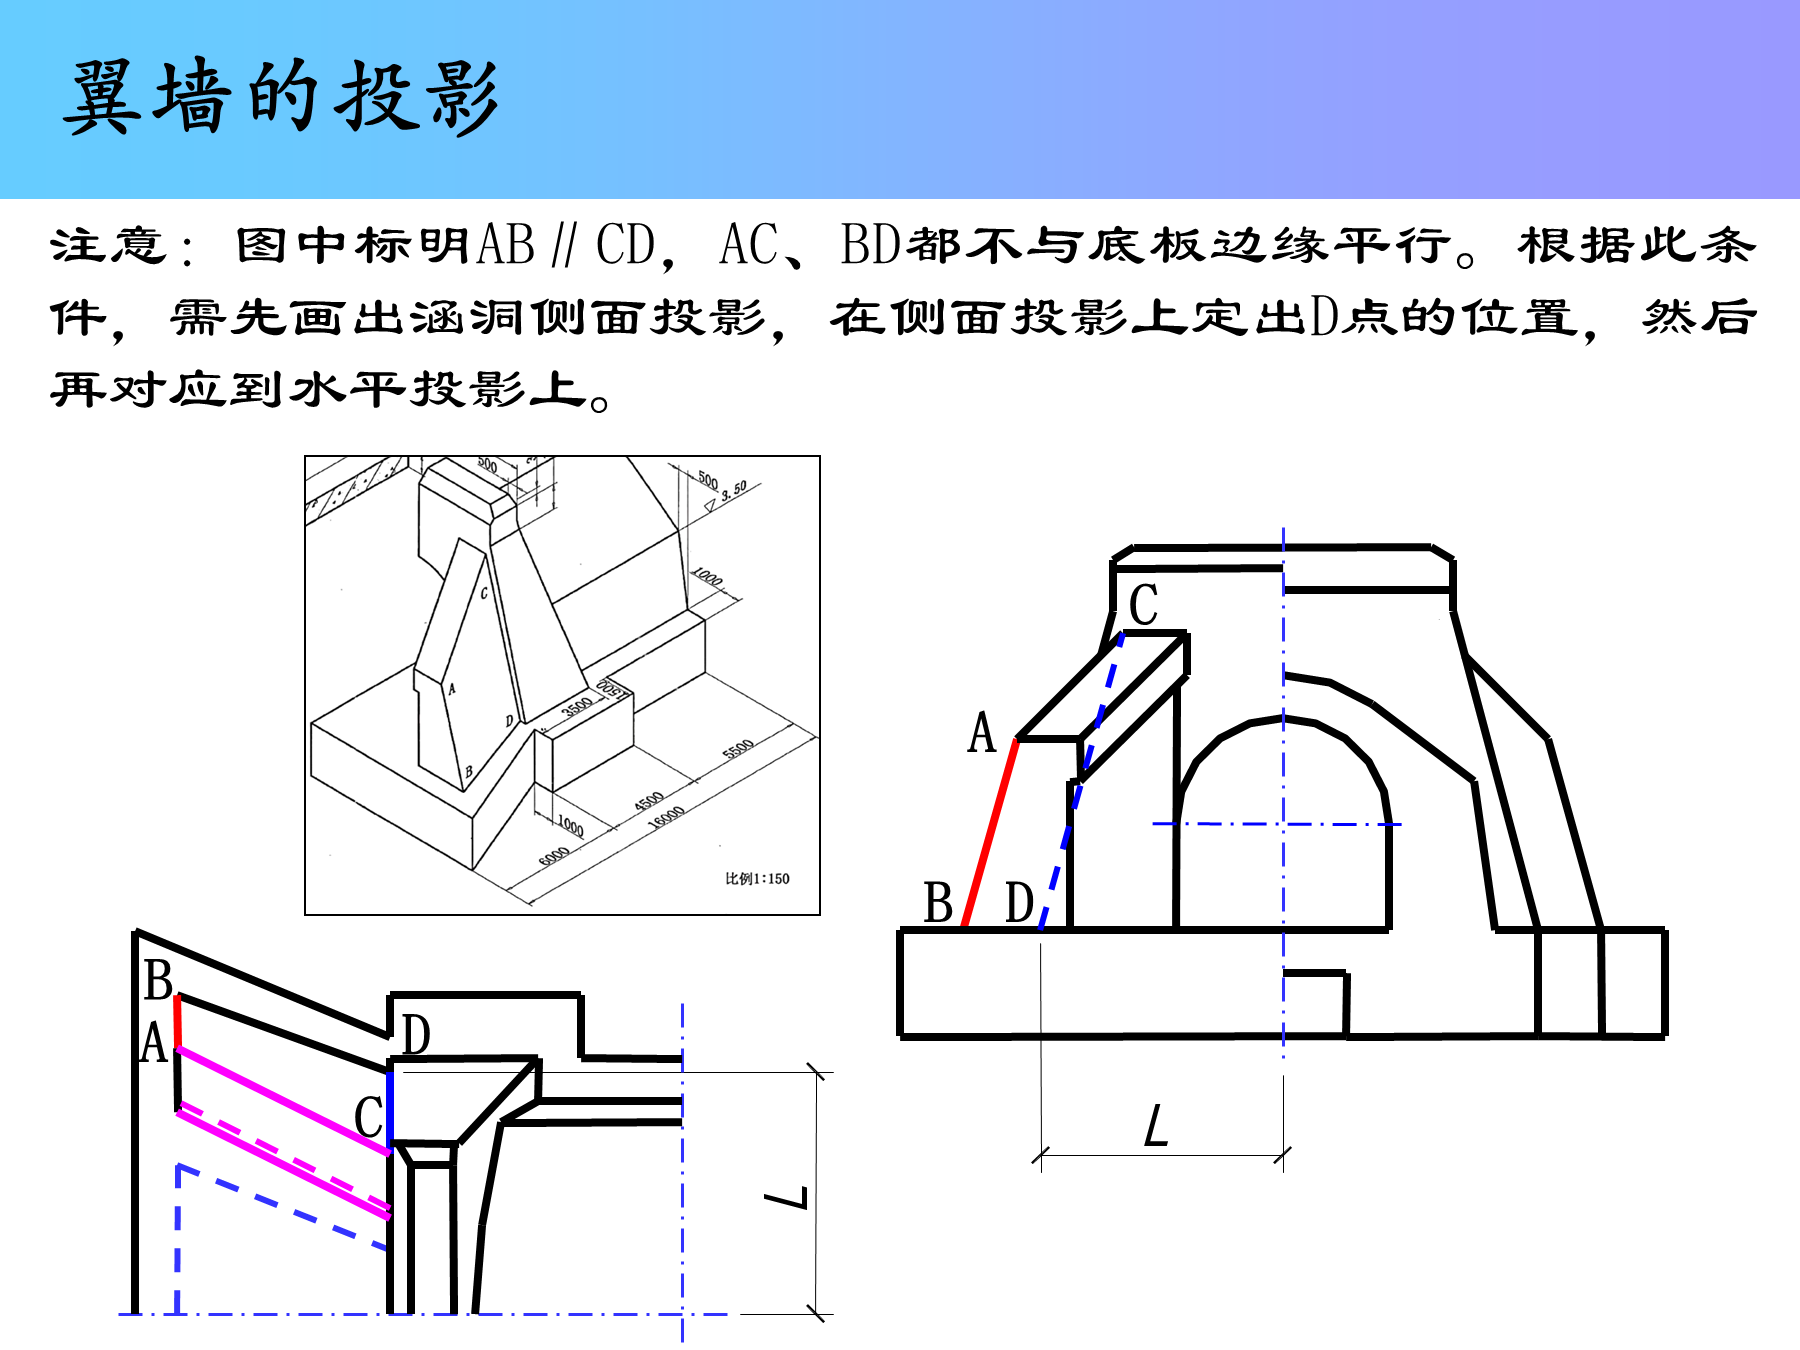 翼墙的投影
注意：图中标明AB∥CD，AC、BD都不与底板边缘平行。根据此条
件，需先画出涵洞侧面投影，在侧面投影上定出D点的位置，然后
再对应到水平投影上。
500
500
3.50
1000
C
A
D
B
1500
3500
5500
4500
16000
1000
6000
比例1:150
C
A
B
D
L
B
A
D
C
L